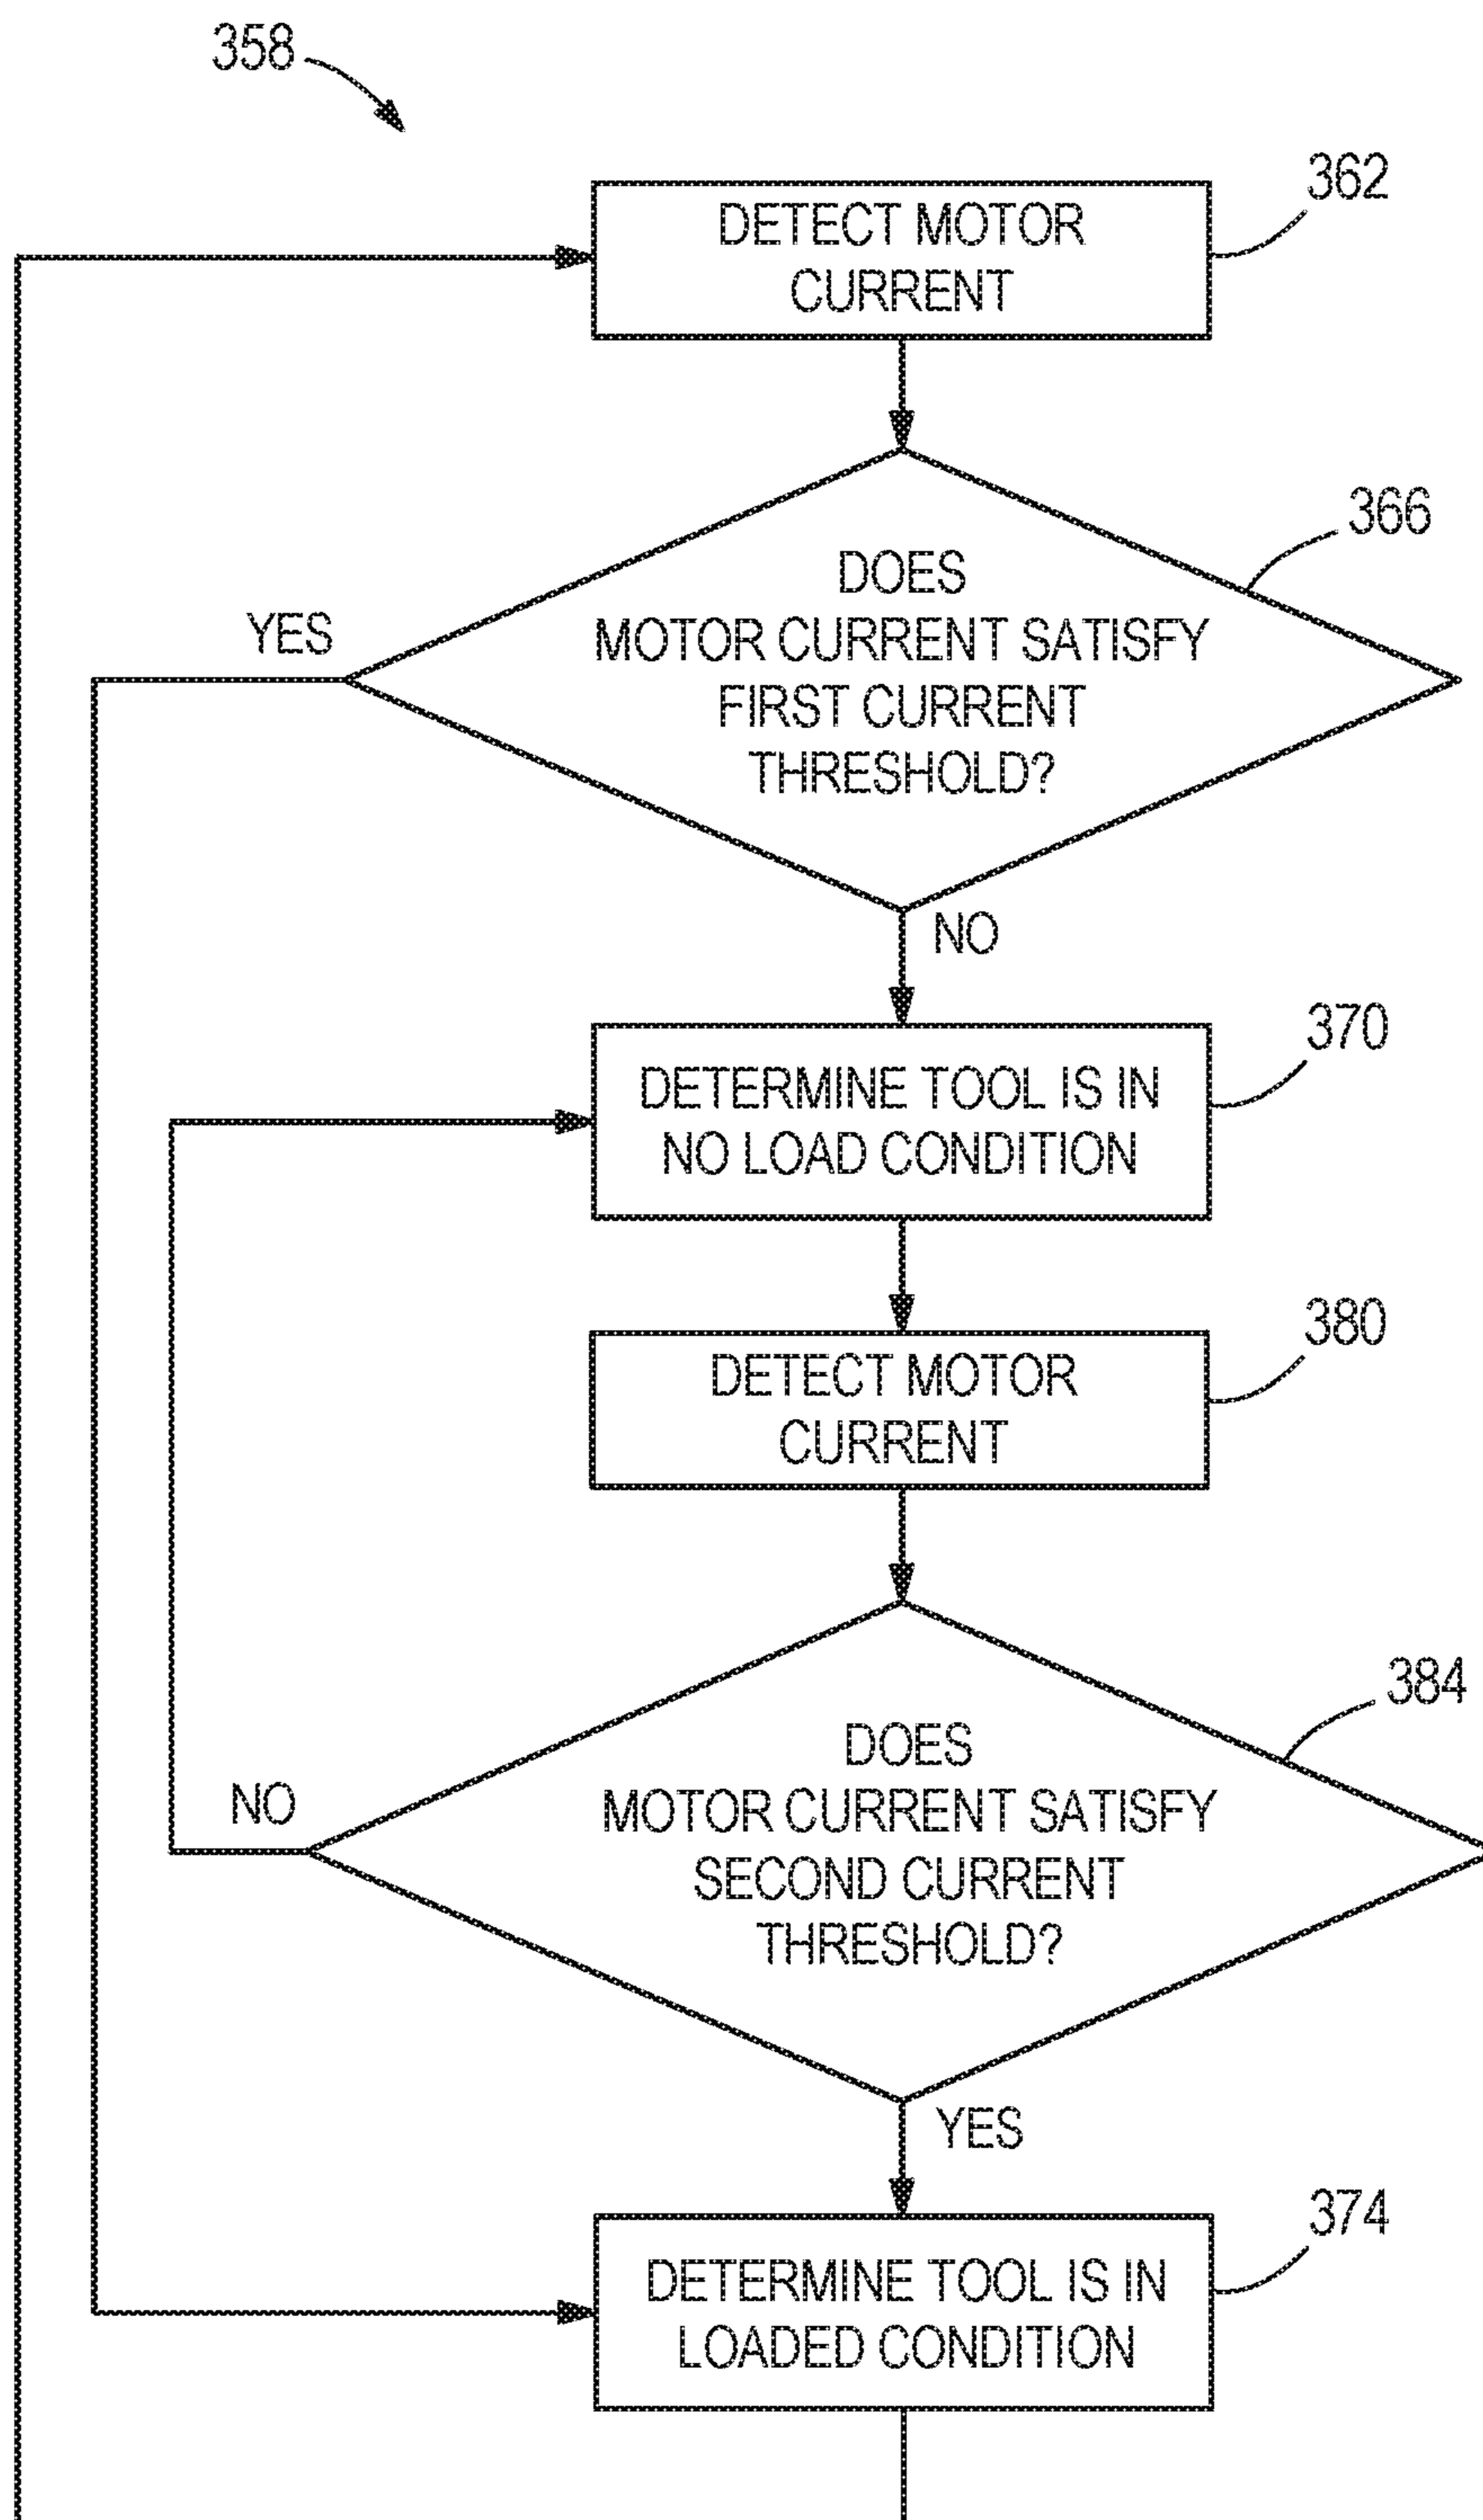 358
362
DETECT MOTOR
CURRENT
366
DOES
MOTOR CURRENT SATISFY
FIRST CURRENT
THRESHOLD?
YES
NO
370
DETERMINE TOOL IS IN
NO LOAD CONDITION
380
DETECT MOTOR
CURRENT
384
DOES
MOTOR CURRENT SATISFY
SECOND CURRENT
THRESHOLD?
NO
YES
374
DETERMINE TOOL IS IN
LOADED CONDITION